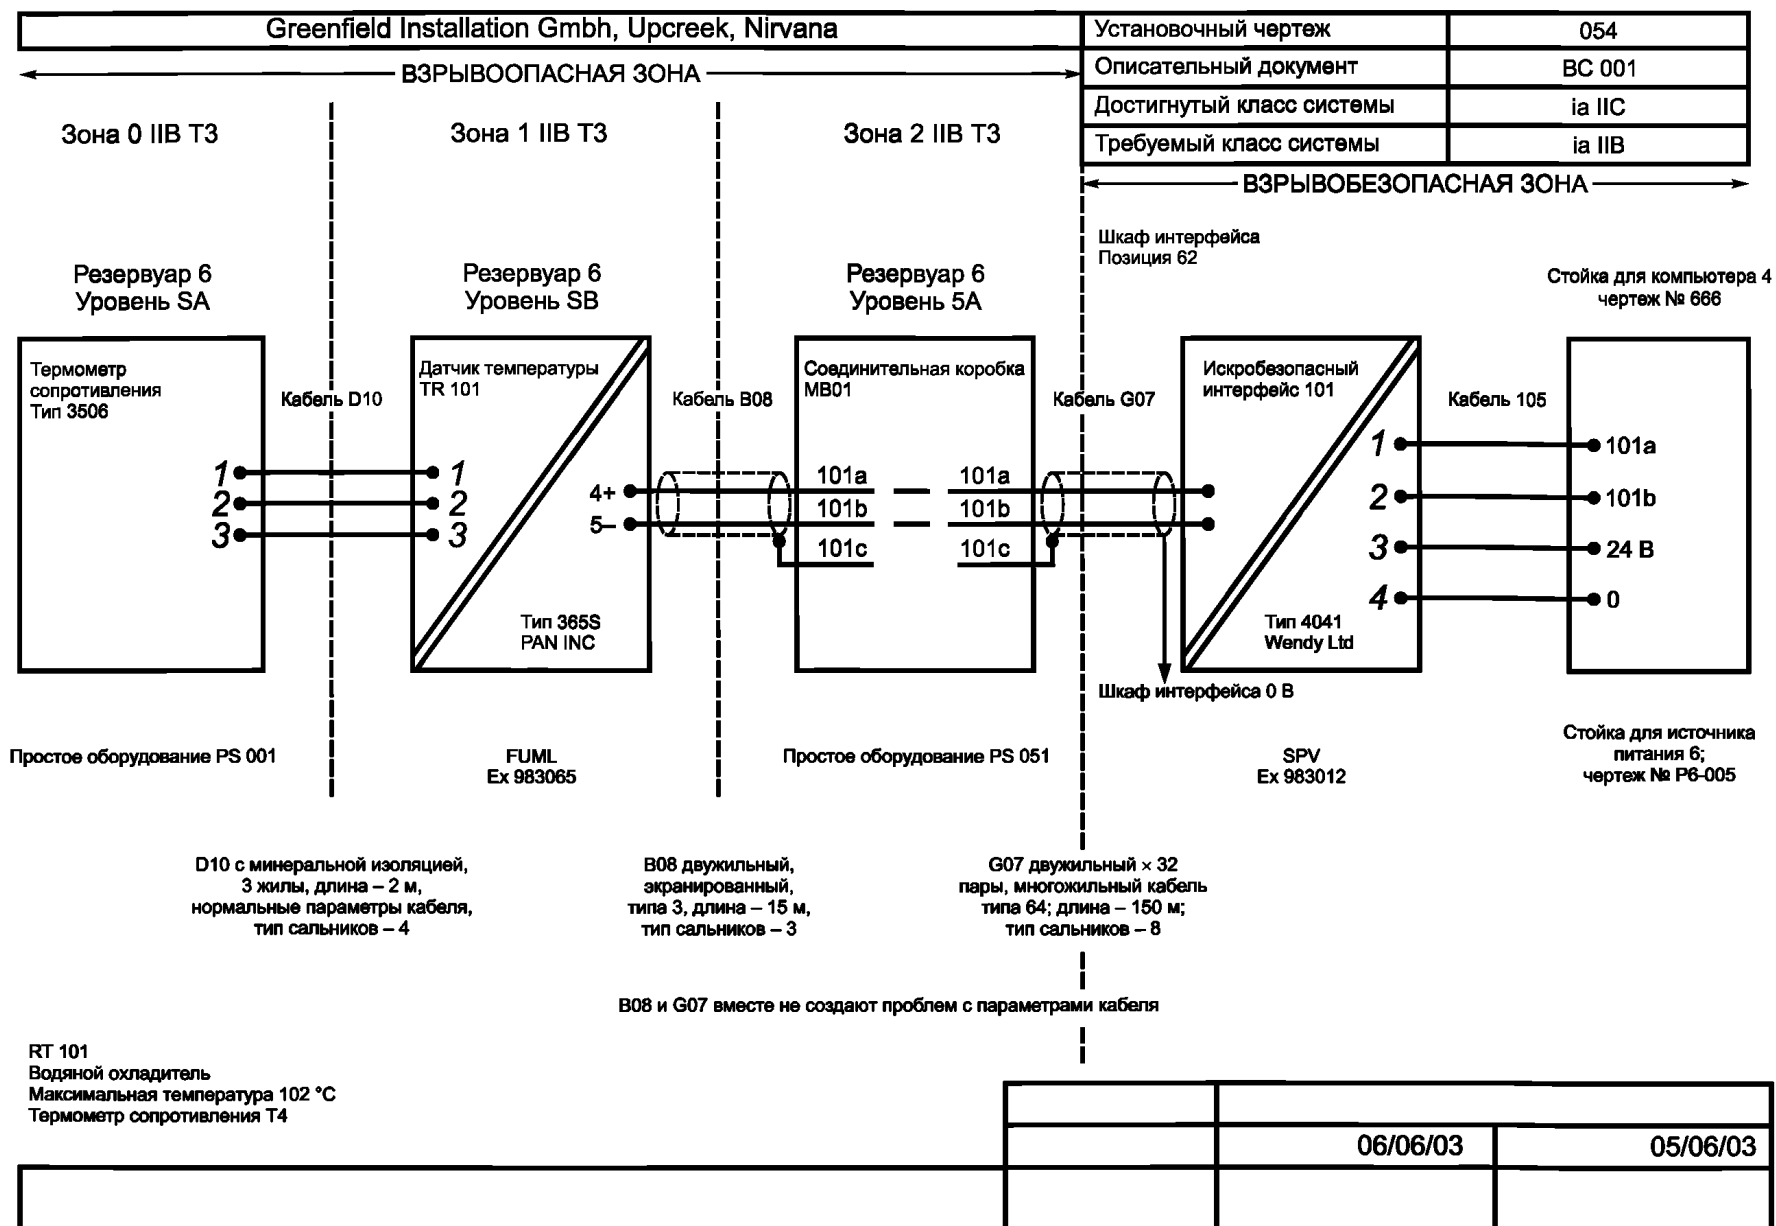 Greenfield Installation Gmbh, Upcreek, Nirvana
Установочный чертеж
054
Описательный документ
BC 001
Достигнутый класс системы
ia IIC
Требуемый класс системы
ia IIB
ВЗРЫВООПАСНАЯ ЗОНА
ВЗРЫВОБЕЗОПАСНАЯ ЗОНА
Зона 0 IIB T3
Зона 1 IIB T3
Зона 2 IIB T3
Шкаф интерфейса
Позиция 62
Резервуар 6
Уровень SA
Резервуар 6
Уровень SB
Резервуар 6
Уровень 5A
Стойка для компьютера 4
чертеж № 666
Термометр
сопротивления
Тип 3506
1
2
3
Кабель D10
Датчик температуры
TR 101
1
2
3
4+
5–
Тип 365S
PAN INC
Кабель B08
Соединительная коробка
MB01
101a
101b
101c
101a
101b
101c
Кабель G07
Искробезопасный
интерфейс 101
1
2
3
4
Тип 4041
Wendy Ltd
Кабель 105
101a
101b
24 В
0
Шкаф интерфейса 0 В
Простое оборудование PS 001
FUML
Ex 983065
Простое оборудование PS 051
SPV
Ex 983012
Стойка для источника
питания 6;
чертеж № P6-005
D10 с минеральной изоляцией,
3 жилы, длина – 2 м,
нормальные параметры кабеля,
тип сальников – 4
B08 двужильный,
экранированный,
типа 3, длина – 15 м,
тип сальников – 3
G07 двужильный × 32
пары, многожильный кабель
типа 64; длина – 150 м;
тип сальников – 8
B08 и G07 вместе не создают проблем с параметрами кабеля
RT 101
Водяной охладитель
Максимальная температура 102 °C
Термометр сопротивления T4
06/06/03
05/06/03